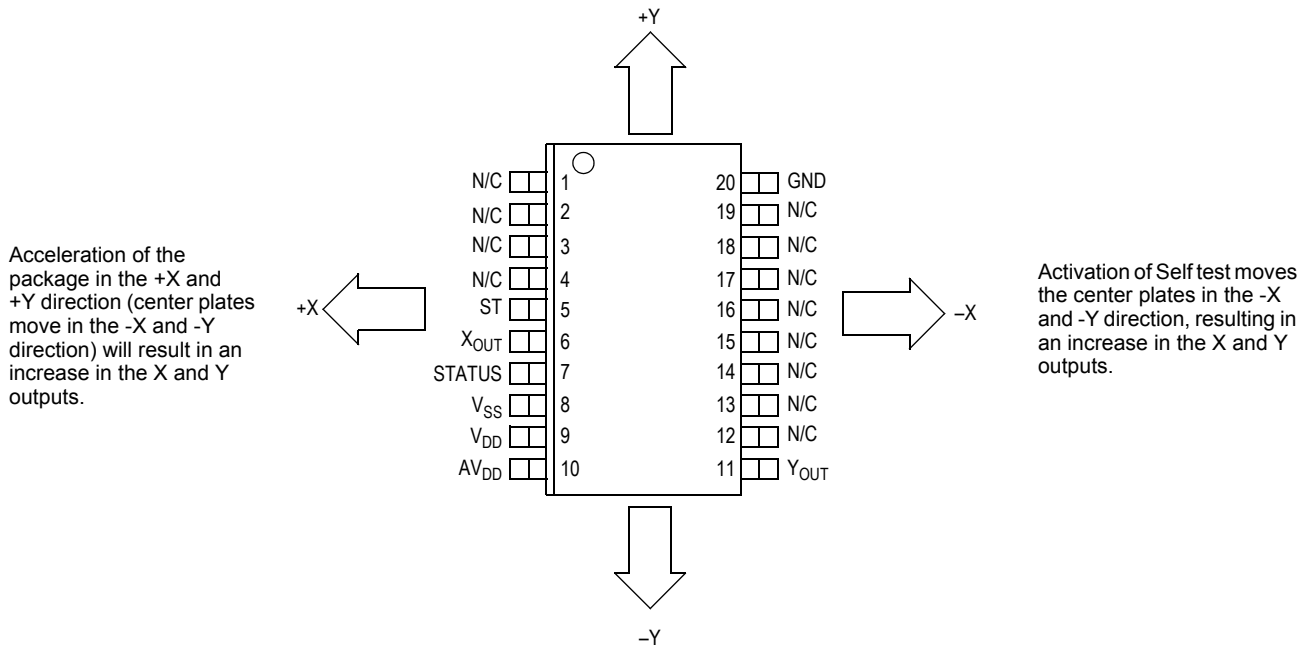 +Y
N/C 1
N/C 2
N/C 3
N/C 4
ST 5
XOUT 6
STATUS 7
VSS 8
VDD 9
AVDD 10
20 GND
19 N/C
18 N/C
17 N/C
16 N/C
15 N/C
14 N/C
13 N/C
12 N/C
11 YOUT
Acceleration of the
package in the +X and
+Y direction (center plates
move in the -X and -Y
direction) will result in an
increase in the X and Y
outputs.
+X
–X
Activation of Self test moves
the center plates in the -X
and -Y direction, resulting in
an increase in the X and Y
outputs.
–Y